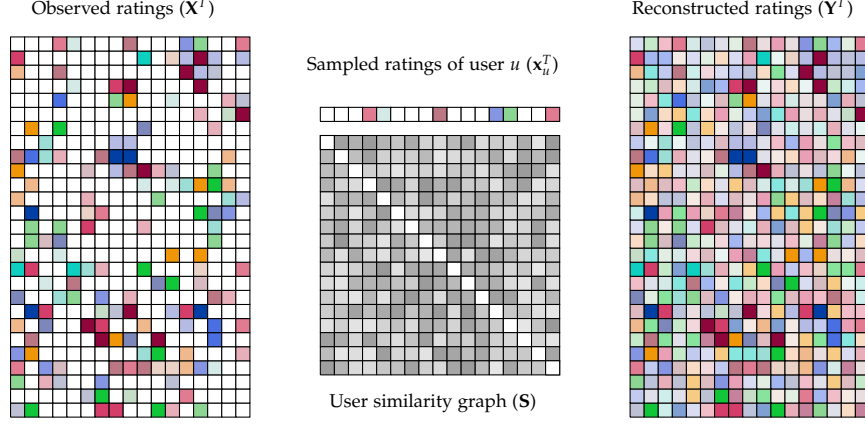 Observed ratings (X^T)
Reconstructed ratings (Y^T)
Sampled ratings of user u (x_u^T)
User similarity graph (S)